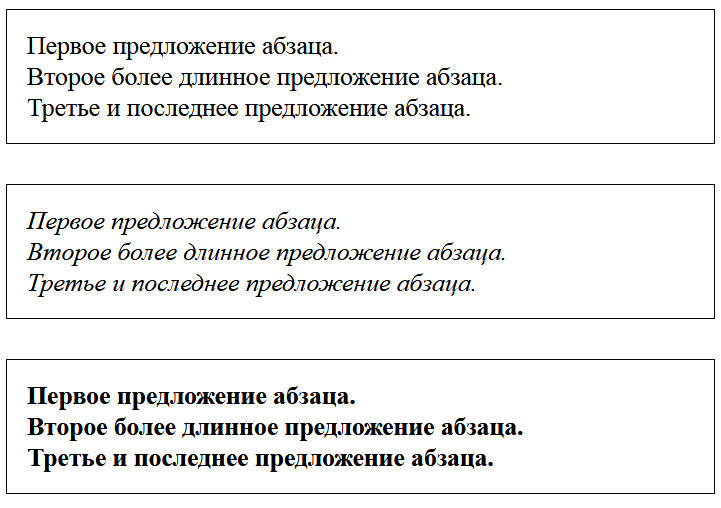 Первое предложение абзаца.
Второе более длинное предложение абзаца.
Третье и последнее предложение абзаца.
Первое предложение абзаца.
Второе более длинное предложение абзаца.
Третье и последнее предложение абзаца.
Первое предложение абзаца.
Второе более длинное предложение абзаца.
Третье и последнее предложение абзаца.